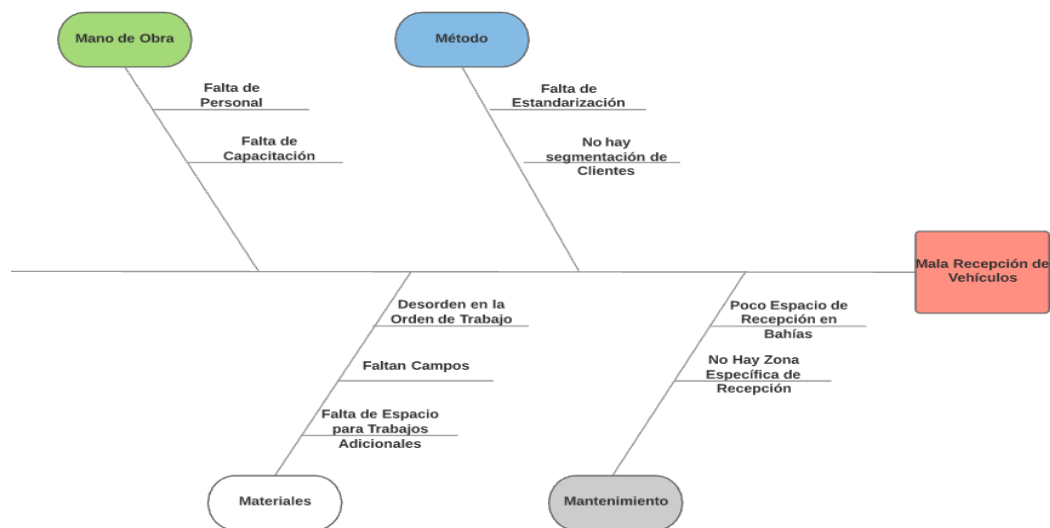 Mano de Obra
Método
Falta de
Personal
Falta de
Capacitación
Falta de
Estandarización
No hay
segmentación de
Clientes
Mala Recepción de
Vehículos
Desorden en la
Orden de Trabajo
Faltan Campos
Falta de Espacio
para Trabajos
Adicionales
Poco Espacio de
Recepción en
Bahías
No Hay Zona
Específica de
Recepción
Materiales
Mantenimiento